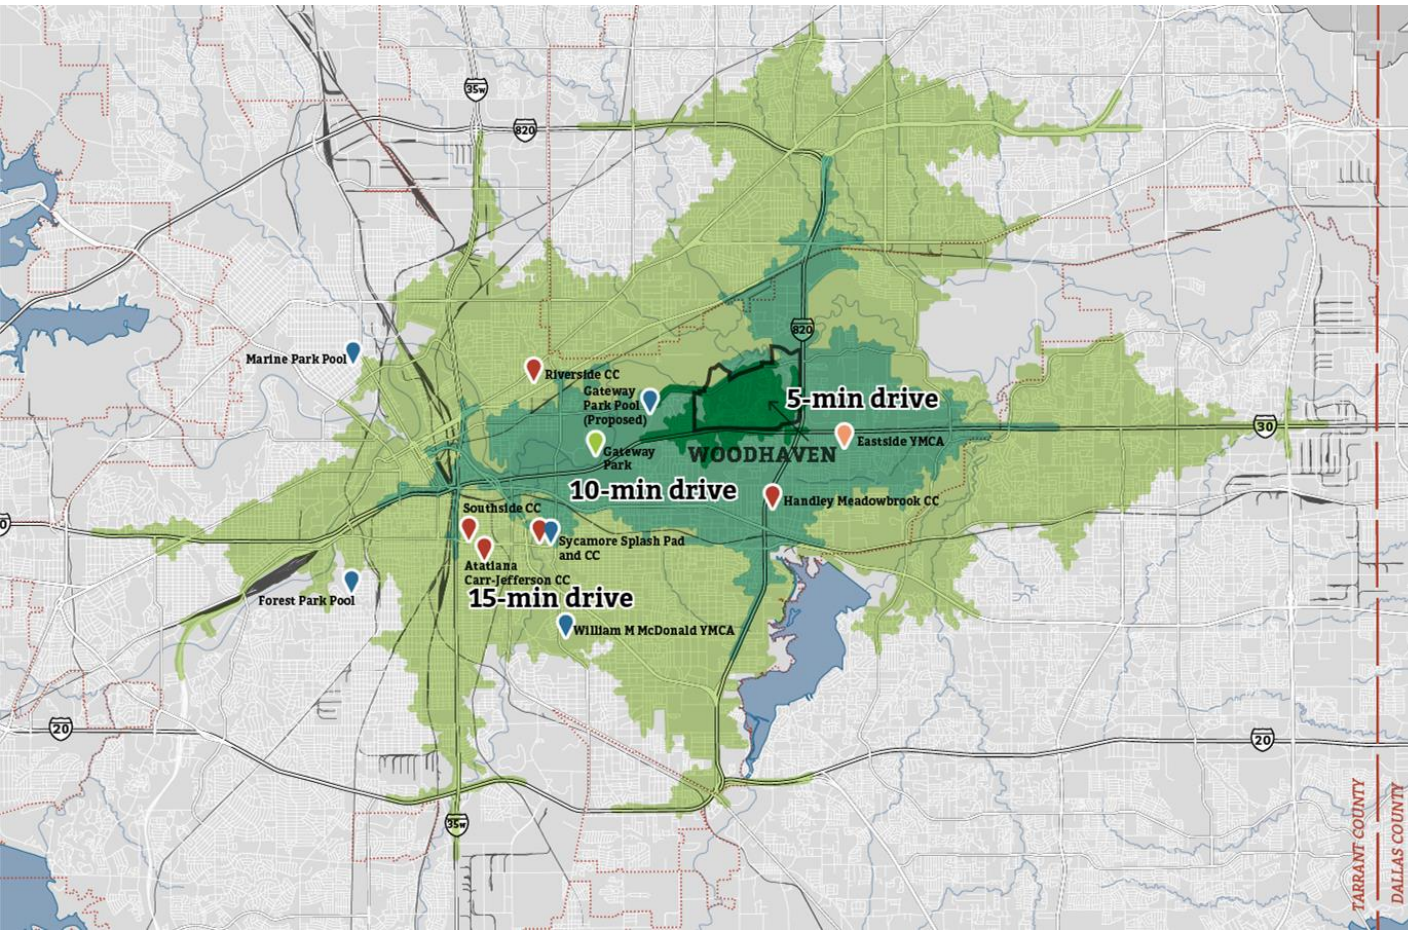 35W
820
820
Marine Park Pool
Riverside CC
Gateway
Park Pool
(Proposed)
5-min drive
30
Eastside YMCA
Gateway
Park
WOODHAVEN
10-min drive
Handley Meadowbrook CC
Southside CC
Sycamore Splash Pad
and CC
Atatiana
Carr-Jefferson CC
15-min drive
Forest Park Pool
William M McDonald YMCA
20
20
35W
TARRANT COUNTY
DALLAS COUNTY